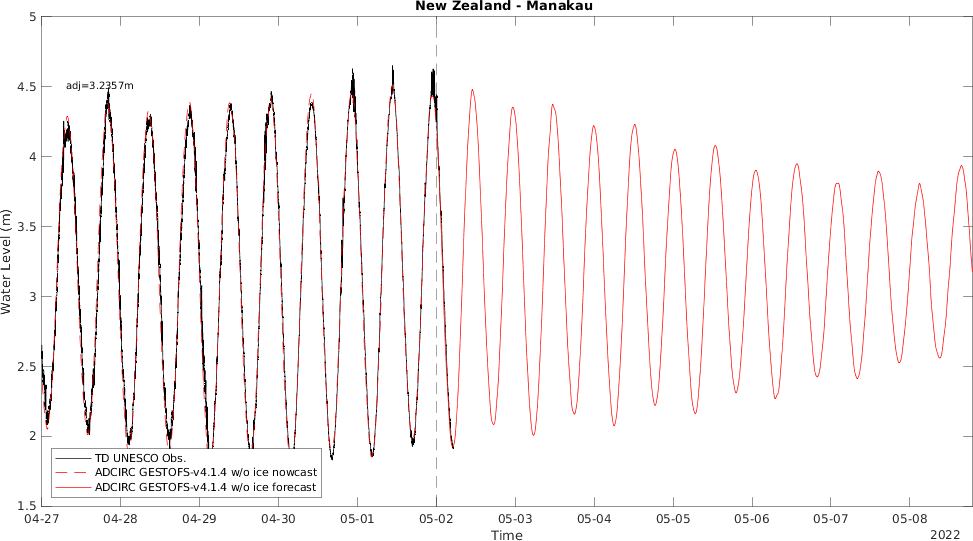 New Zealand - Manakau
5
4.5
4
3.5
3
2.5
2
1.5
Water Level (m)
adj=3.2357m
TD UNESCO Obs.
ADCIRC GESTOFS-v4.1.4 w/o ice nowcast
ADCIRC GESTOFS-v4.1.4 w/o ice forecast
04-27 04-28 04-29 04-30 05-01 05-02 05-03 05-04 05-05 05-06 05-07 05-08
Time
2022